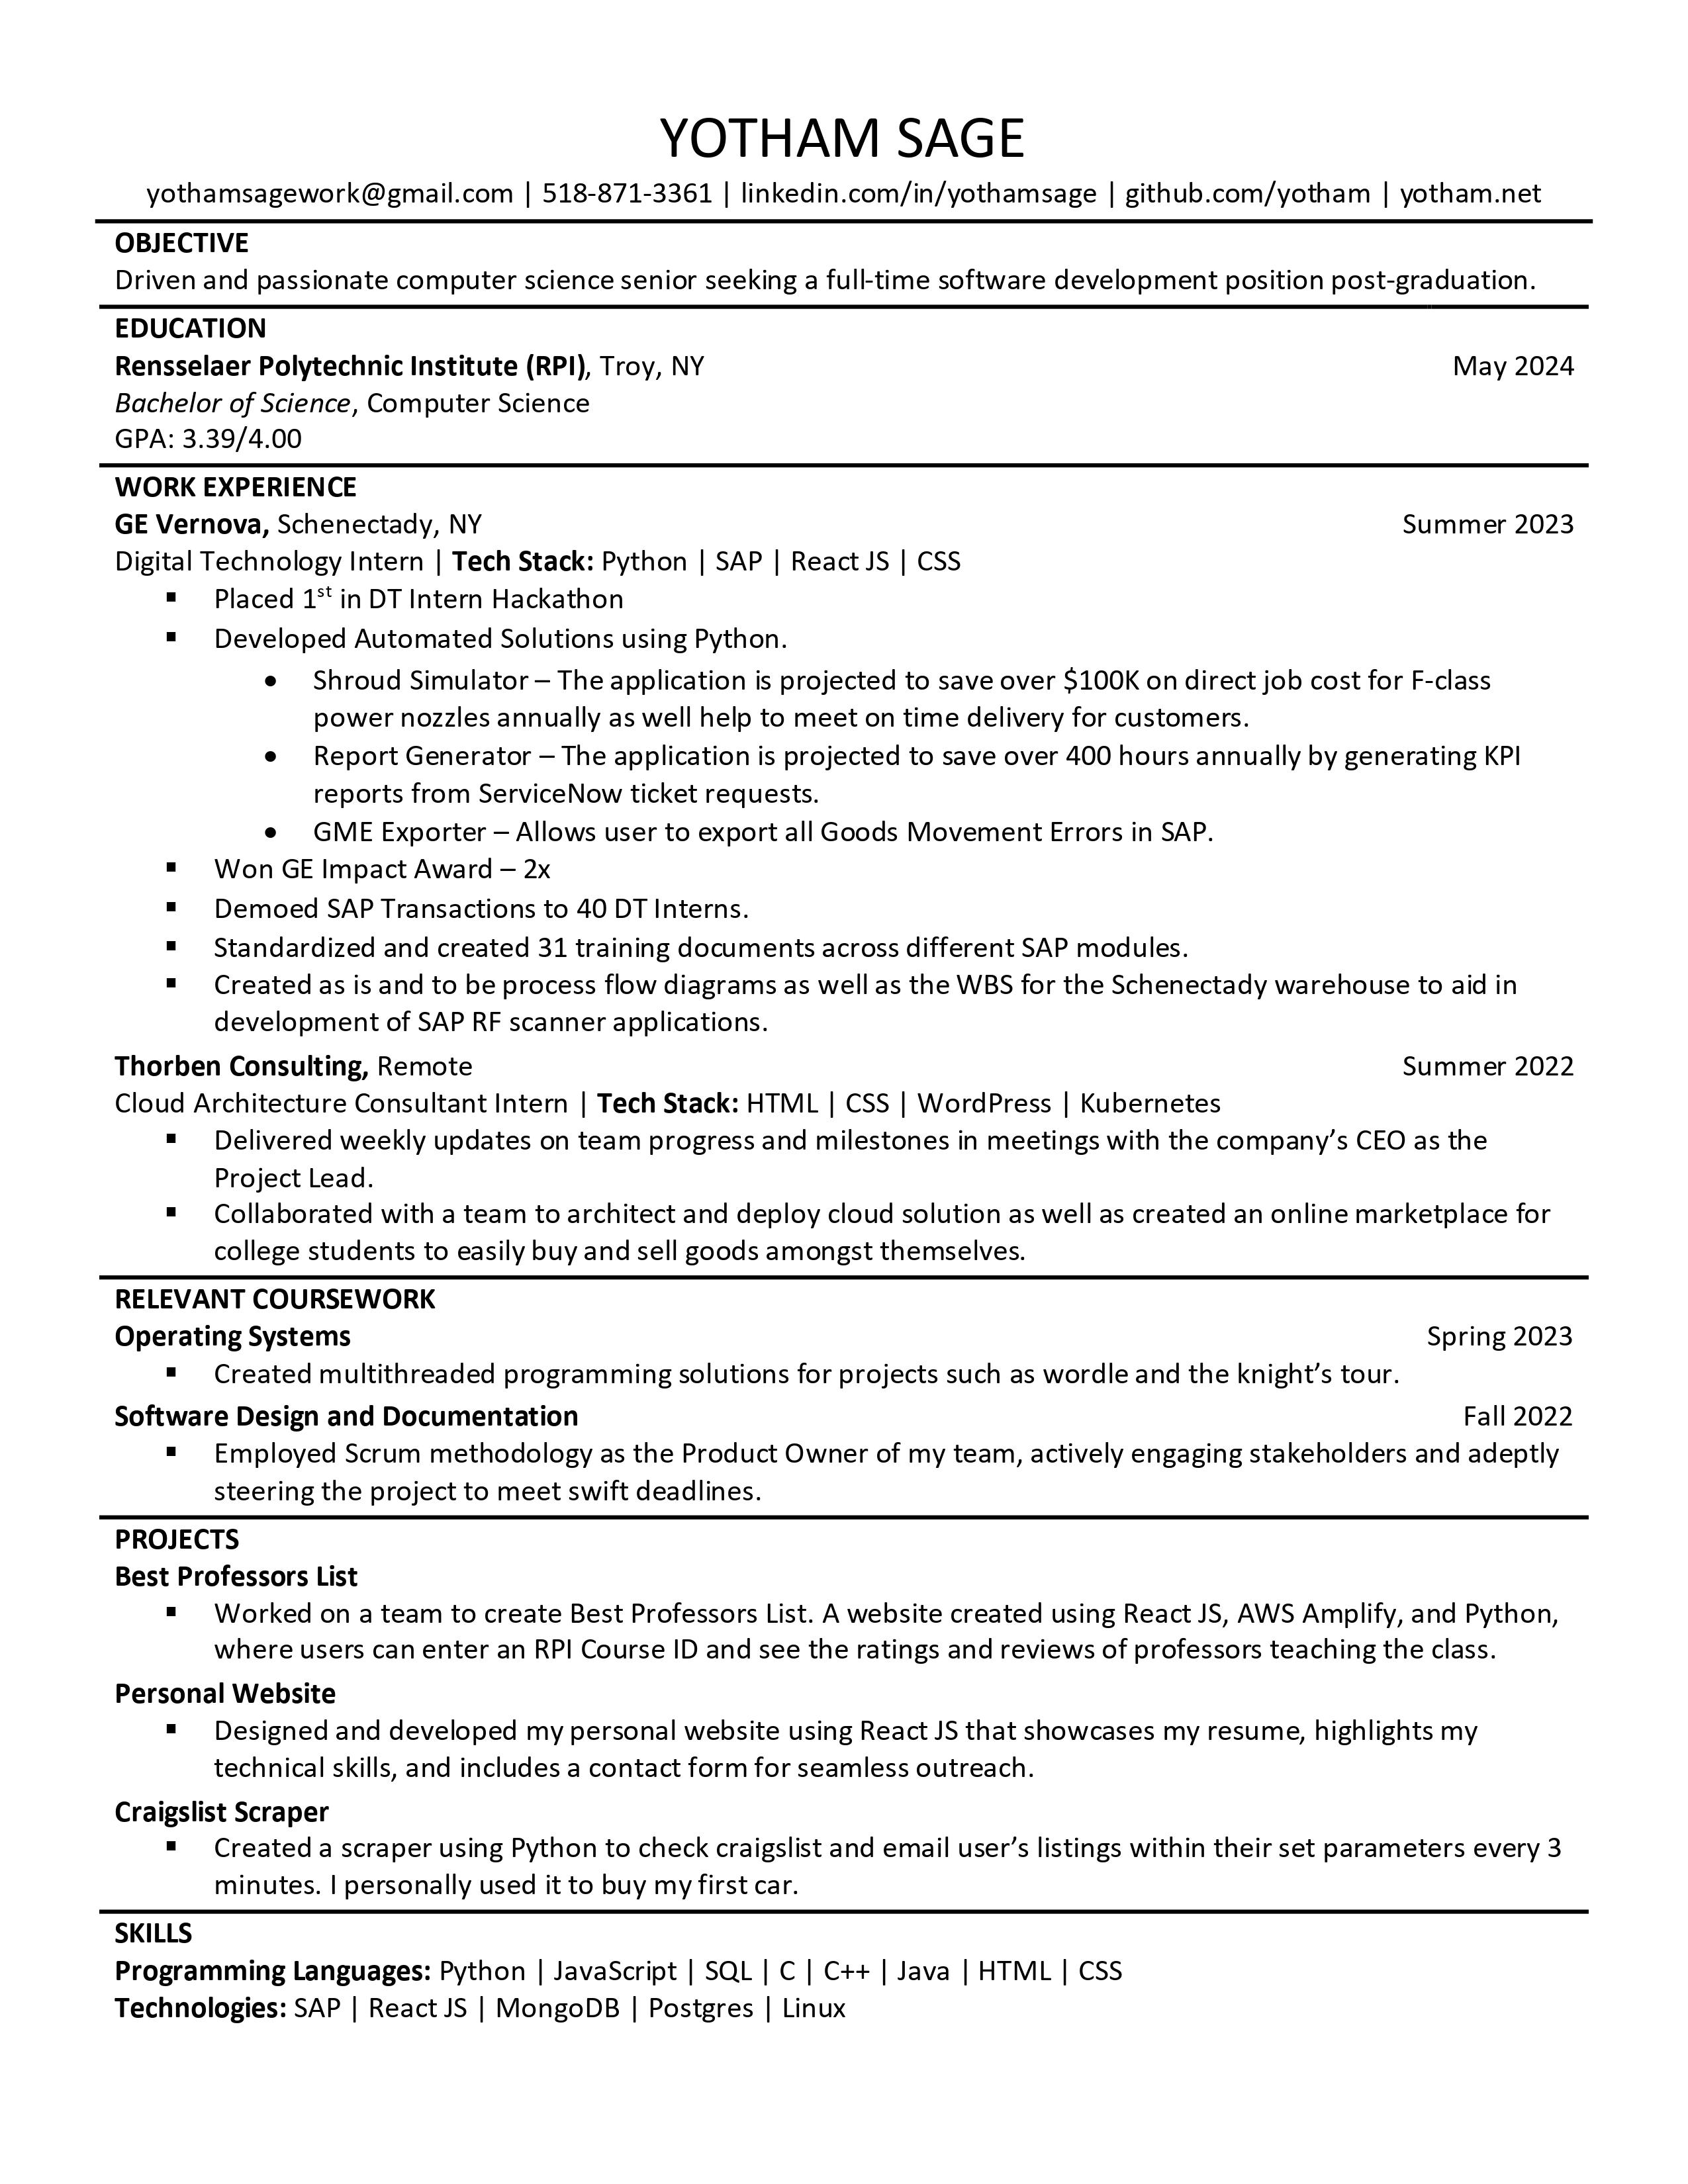 YOTHAM SAGE
yothamsagework@gmail.com | 518-871-3361 | linkedin.com/in/yothamsage | github.com/yotham | yotham.net
OBJECTIVE
Driven and passionate computer science senior seeking a full-time software development position post-graduation.
EDUCATION
Rensselaer Polytechnic Institute (RPI), Troy, NY May 2024
Bachelor of Science, Computer Science
GPA: 3.39/4.00
WORK EXPERIENCE
GE Vernova, Schenectady, NY Summer 2023
Digital Technology Intern | Tech Stack: Python | SAP | React JS | CSS
▪ Placed 1st in DT Intern Hackathon
▪ Developed Automated Solutions using Python.
• Shroud Simulator – The application is projected to save over $100K on direct job cost for F-class
power nozzles annually as well help to meet on time delivery for customers.
• Report Generator – The application is projected to save over 400 hours annually by generating KPI
reports from ServiceNow ticket requests.
• GME Exporter – Allows user to export all Goods Movement Errors in SAP.
▪ Won GE Impact Award – 2x
▪ Demoed SAP Transactions to 40 DT Interns.
▪ Standardized and created 31 training documents across different SAP modules.
▪ Created as is and to be process flow diagrams as well as the WBS for the Schenectady warehouse to aid in
development of SAP RF scanner applications.
Thorben Consulting, Remote Summer 2022
Cloud Architecture Consultant Intern | Tech Stack: HTML | CSS | WordPress | Kubernetes
▪ Delivered weekly updates on team progress and milestones in meetings with the company’s CEO as the
Project Lead.
▪ Collaborated with a team to architect and deploy cloud solution as well as created an online marketplace for
college students to easily buy and sell goods amongst themselves.
RELEVANT COURSEWORK
Operating Systems Spring 2023
▪ Created multithreaded programming solutions for projects such as wordle and the knight’s tour.
Software Design and Documentation Fall 2022
▪ Employed Scrum methodology as the Product Owner of my team, actively engaging stakeholders and adeptly
steering the project to meet swift deadlines.
PROJECTS
Best Professors List
▪ Worked on a team to create Best Professors List. A website created using React JS, AWS Amplify, and Python,
where users can enter an RPI Course ID and see the ratings and reviews of professors teaching the class.
Personal Website
▪ Designed and developed my personal website using React JS that showcases my resume, highlights my
technical skills, and includes a contact form for seamless outreach.
Craigslist Scraper
▪ Created a scraper using Python to check craigslist and email user’s listings within their set parameters every 3
minutes. I personally used it to buy my first car.
SKILLS
Programming Languages: Python | JavaScript | SQL | C | C++ | Java | HTML | CSS
Technologies: SAP | React JS | MongoDB | Postgres | Linux